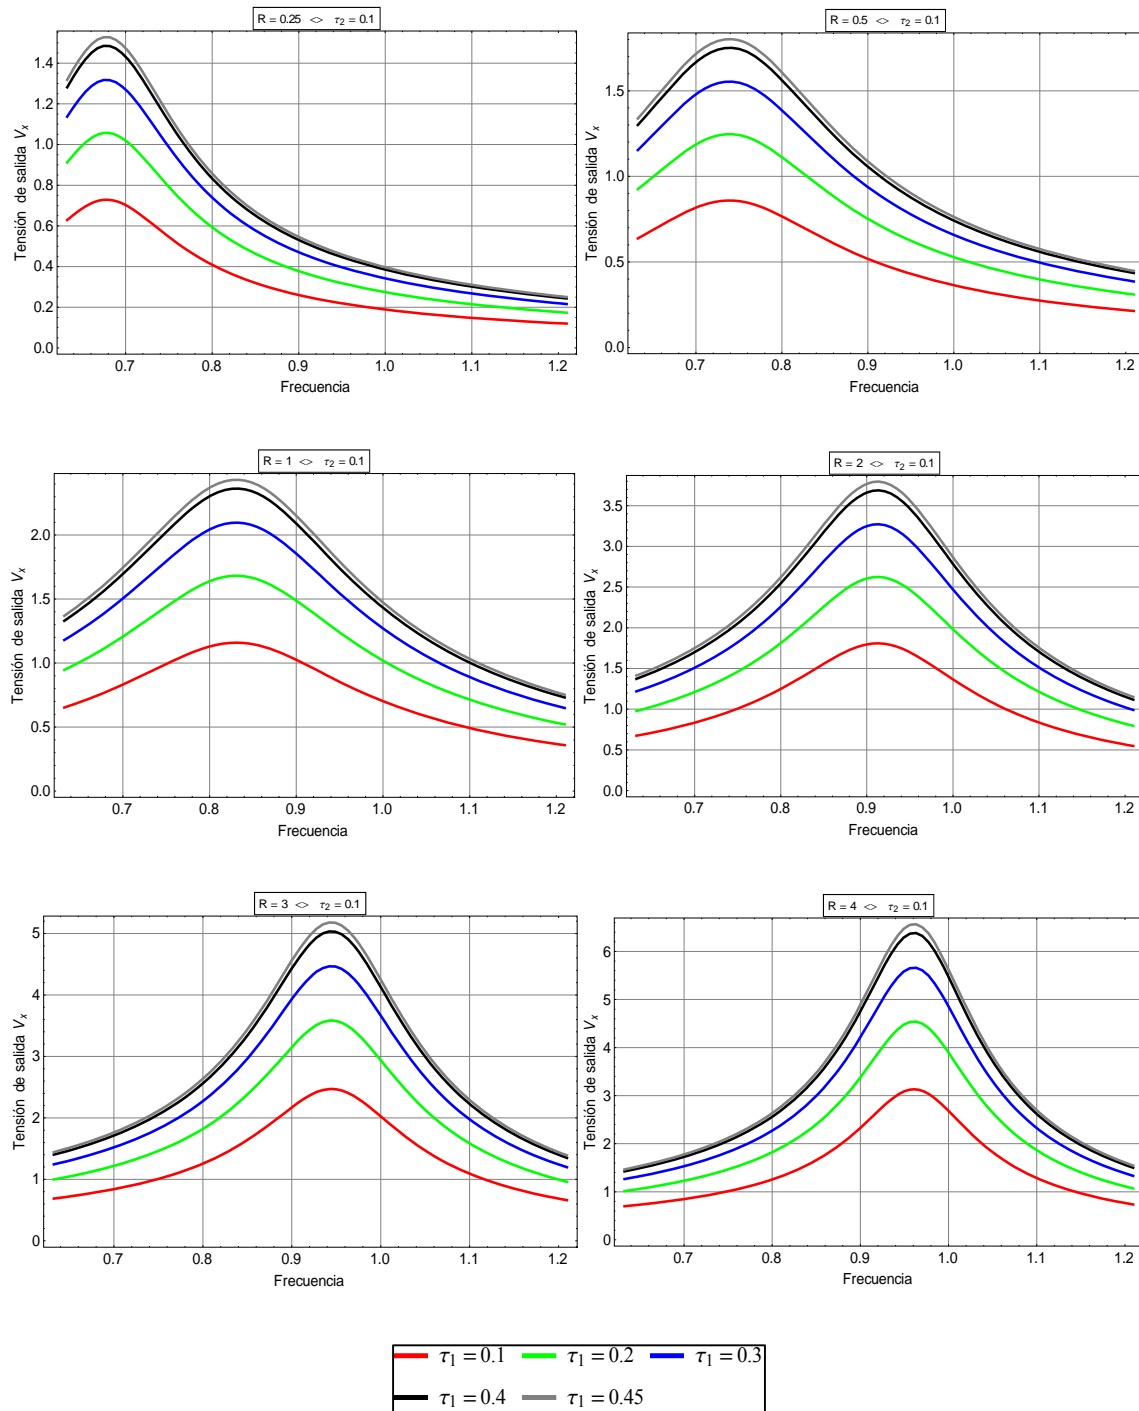 R = 0.25 <> τ2 = 0.1
Tensión de salida Vx
1.4
1.2
1.0
0.8
0.6
0.4
0.2
0.0
0.7 0.8 0.9 1.0 1.1 1.2
Frecuencia
R = 0.5 <> τ2 = 0.1
Tensión de salida Vx
1.5
1.0
0.5
0.0
0.7 0.8 0.9 1.0 1.1 1.2
Frecuencia
R = 1 <> τ2 = 0.1
Tensión de salida Vx
2.0
1.5
1.0
0.5
0.0
0.7 0.8 0.9 1.0 1.1 1.2
Frecuencia
R = 2 <> τ2 = 0.1
Tensión de salida Vx
3.5
3.0
2.5
2.0
1.5
1.0
0.5
0.0
0.7 0.8 0.9 1.0 1.1 1.2
Frecuencia
R = 3 <> τ2 = 0.1
Tensión de salida Vx
5
4
3
2
1
0
0.7 0.8 0.9 1.0 1.1 1.2
Frecuencia
R = 4 <> τ2 = 0.1
Tensión de salida Vx
6
5
4
3
2
1
0
0.7 0.8 0.9 1.0 1.1 1.2
Frecuencia
τ1 = 0.1 τ1 = 0.2 τ1 = 0.3
τ1 = 0.4 τ1 = 0.45